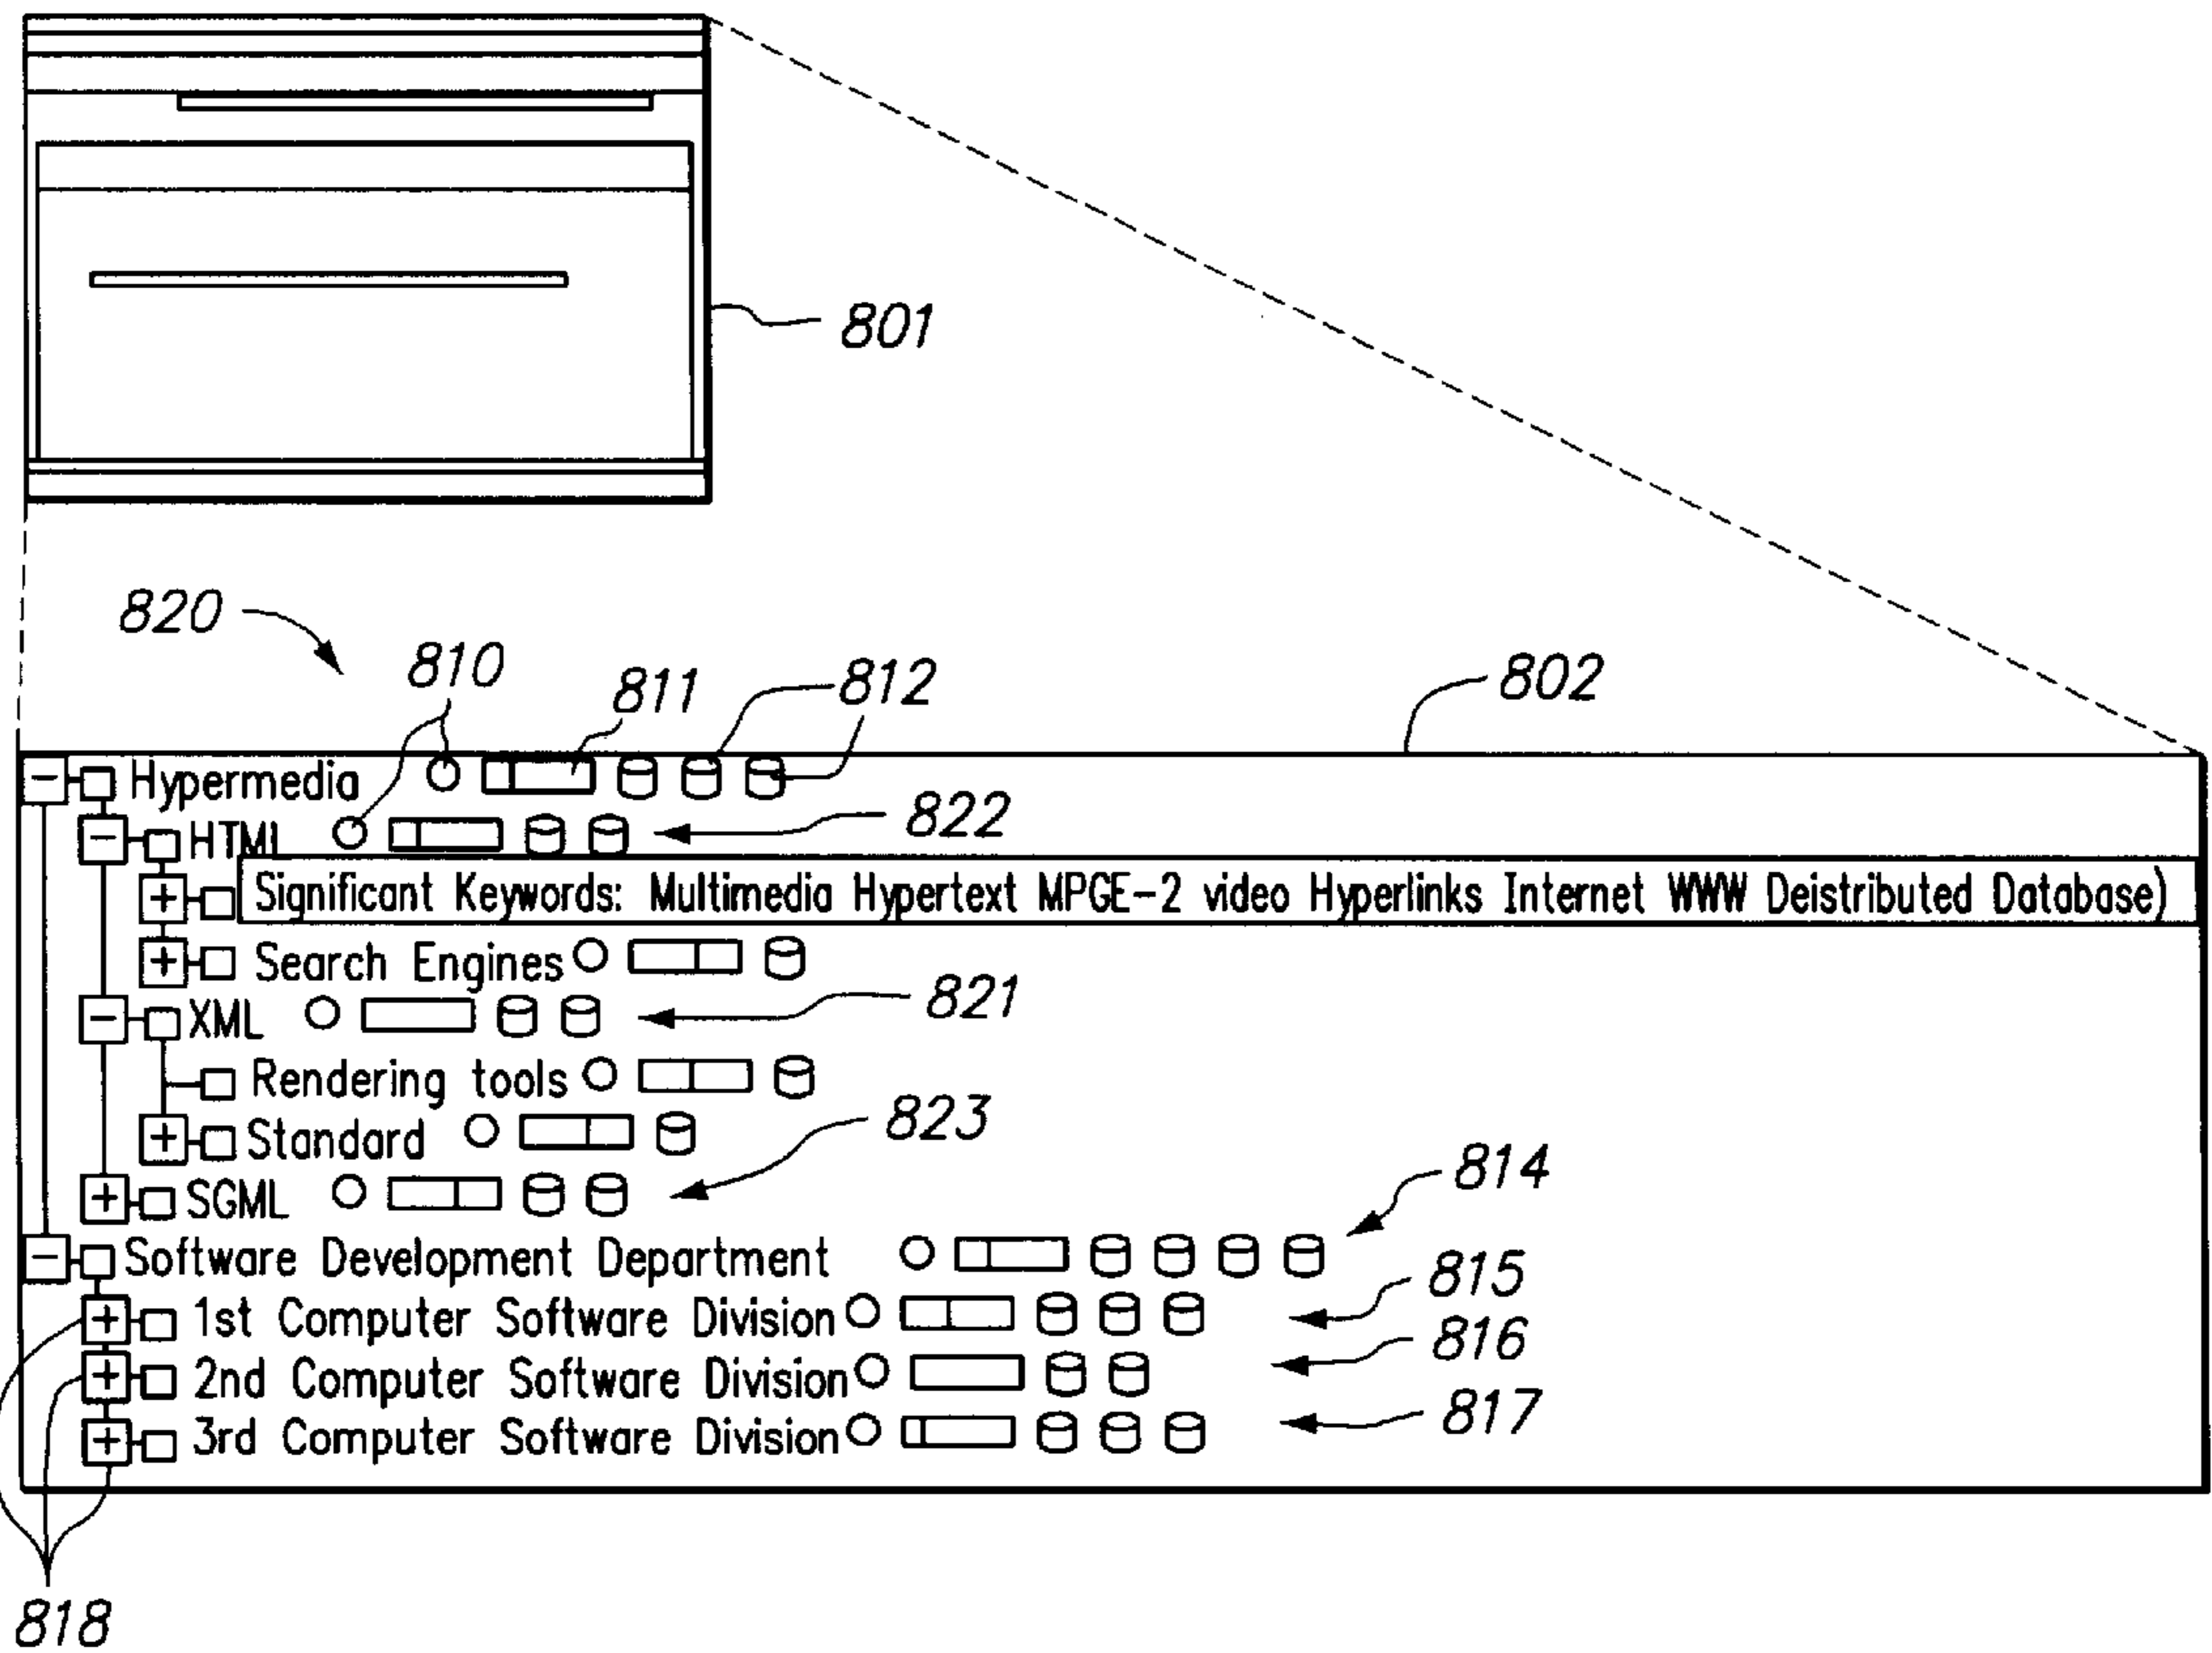 801
820
810
811
812
802
Hypermedia
HTML
822
Significant Keywords: Multimedia Hypertext MPGE-2 video Hyperlinks Internet WWW Deistributed Database)
Search Engines
821
XML
Rendering tools
823
Standard
814
SGML
Software Development Department
815
1st Computer Software Division
816
2nd Computer Software Division
817
3rd Computer Software Division
818